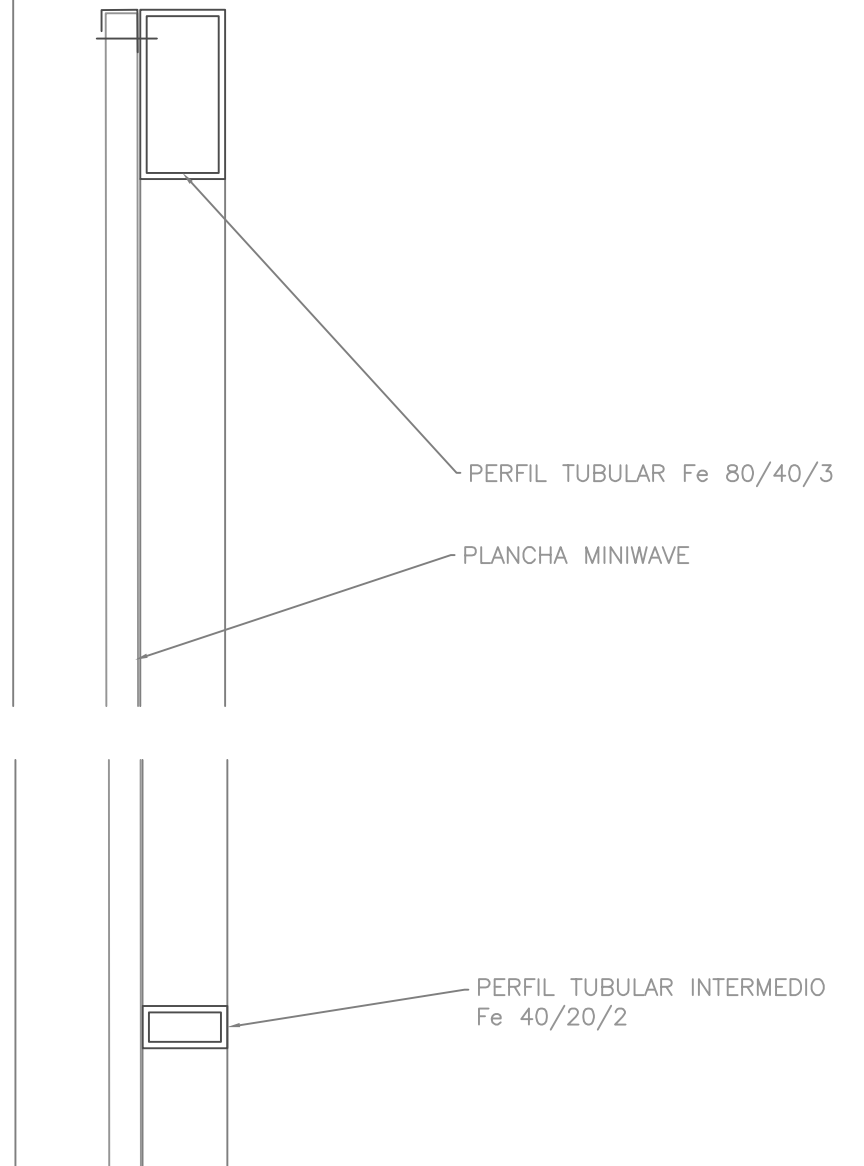 PERFIL TUBULAR Fe 80/40/3
PLANCHA MINIWAVE
PERFIL TUBULAR INTERMEDIO
Fe 40/20/2